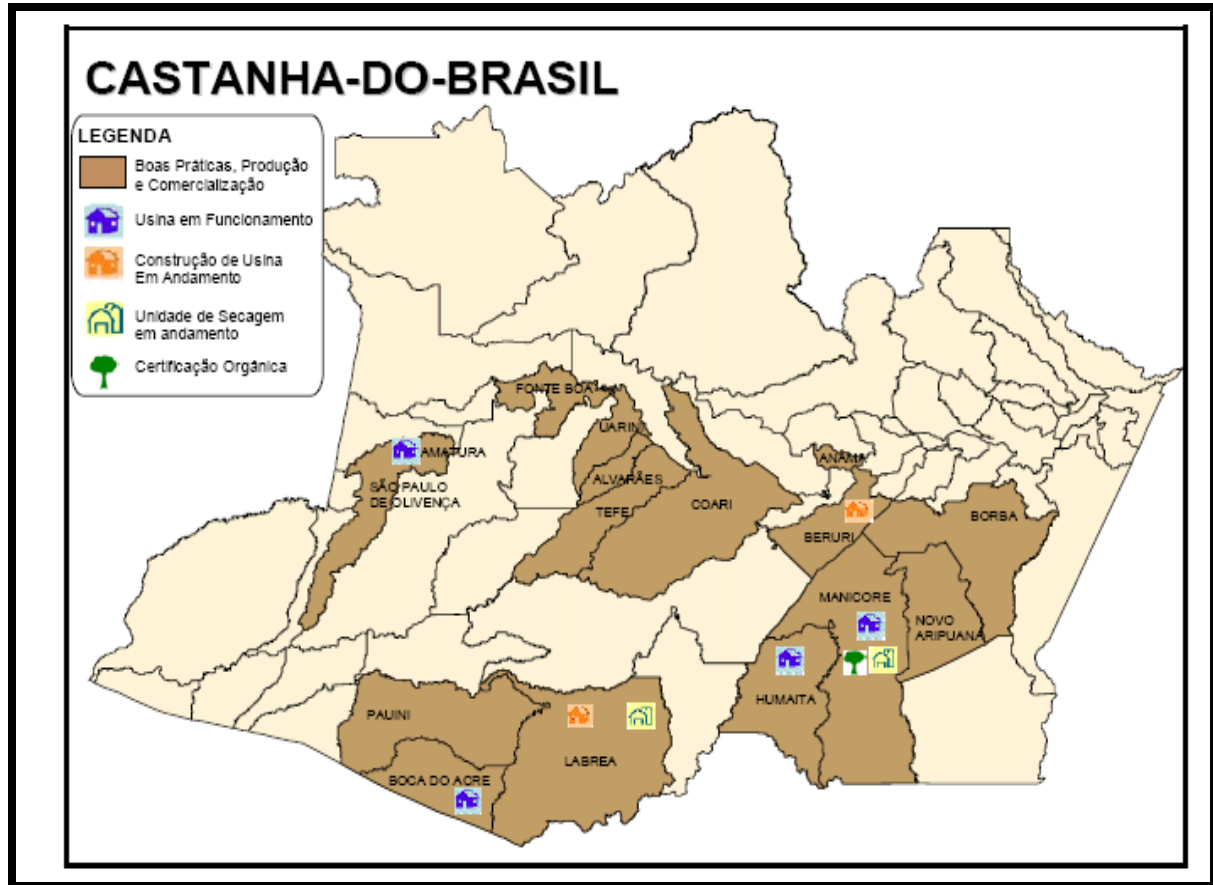 CASTANHA-DO-BRASIL
LEGENDA
Boas Práticas, Produção
e Comercialização
Usina em Funcionamento
Construção de Usina
Em Andamento
Unidade de Secagem
em andamento
Certificação Orgânica
FONTE BOA
UARINI
AMATURA
ALVARÃES
SÃO PAULO
DE OLIVENÇA
TEFE
COARI
ANAMA
BERURI
BORBA
MANICORE
NOVO
ARIPUANA
HUMAITA
PAUINI
LABREA
BOCA DO ACRE